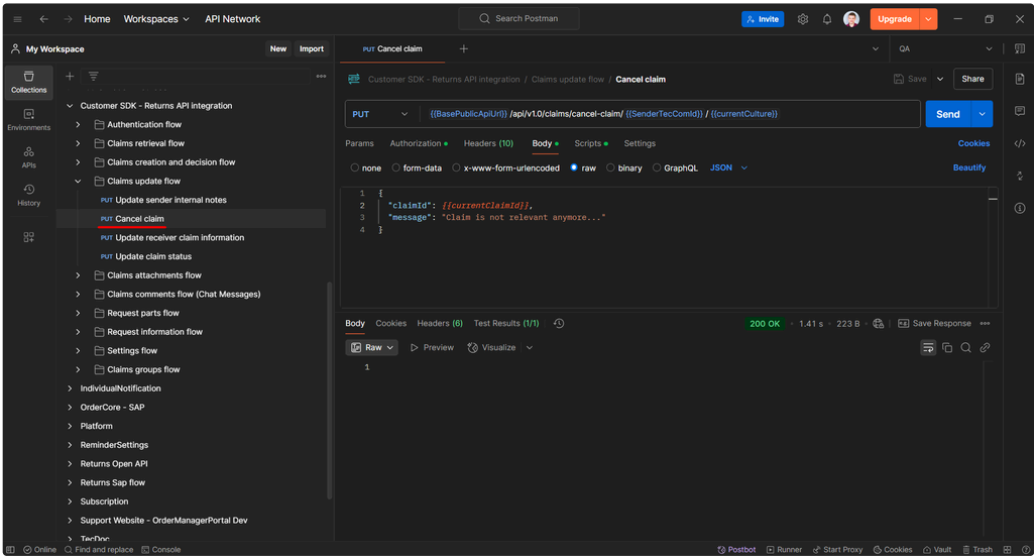 Home Workspaces API Network Search Postman Invite Upgrade
My Workspace New Import PUT Cancel claim QA
Collections
Environments
APIs
History
Customer SDK - Returns API integration
Authentication flow
Claims retrieval flow
Claims creation and decision flow
Claims update flow
PUT Update sender internal notes
PUT Cancel claim
PUT Update receiver claim information
PUT Update claim status
Claims attachments flow
Claims comments flow (Chat Messages)
Request parts flow
Request information flow
Settings flow
Claims groups flow
IndividualNotification
OrderCore - SAP
Platform
ReminderSettings
Returns Open API
Returns Sap flow
Subscription
Support Website - OrderManagerPortal Dev
TecDoc
Customer SDK - Returns API integration / Claims update flow / Cancel claim Save Share
PUT {{BasePublicApiUrl}} /api/v1.0/claims/cancel-claim/ {{SenderTecComId}} / {{currentCulture}} Send
Params Authorization Headers (10) Body Scripts Settings Cookies
none form-data x-www-form-urlencoded raw binary GraphQL JSON Beautify
1 {
2 "claimId": {{currentClaimId}},
3 "message": "Claim is not relevant anymore..."
4 }
Body Cookies Headers (6) Test Results (1/1) 200 OK 1.41 s 223 B Save Response
Raw Preview Visualize
1
Online Find and replace Console Postbot Runner Start Proxy Cookies Vault Trash